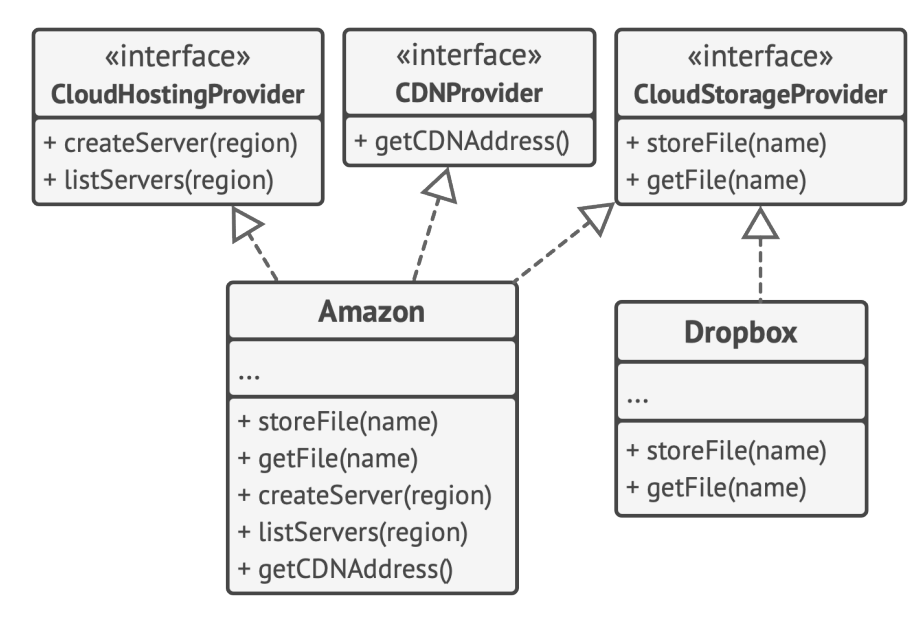 «interface»
CloudHostingProvider
+ createServer(region)
+ listServers(region)
«interface»
CDNProvider
+ getCDNAddress()
«interface»
CloudStorageProvider
+ storeFile(name)
+ getFile(name)
Amazon
...
+ storeFile(name)
+ getFile(name)
+ createServer(region)
+ listServers(region)
+ getCDNAddress()
Dropbox
...
+ storeFile(name)
+ getFile(name)